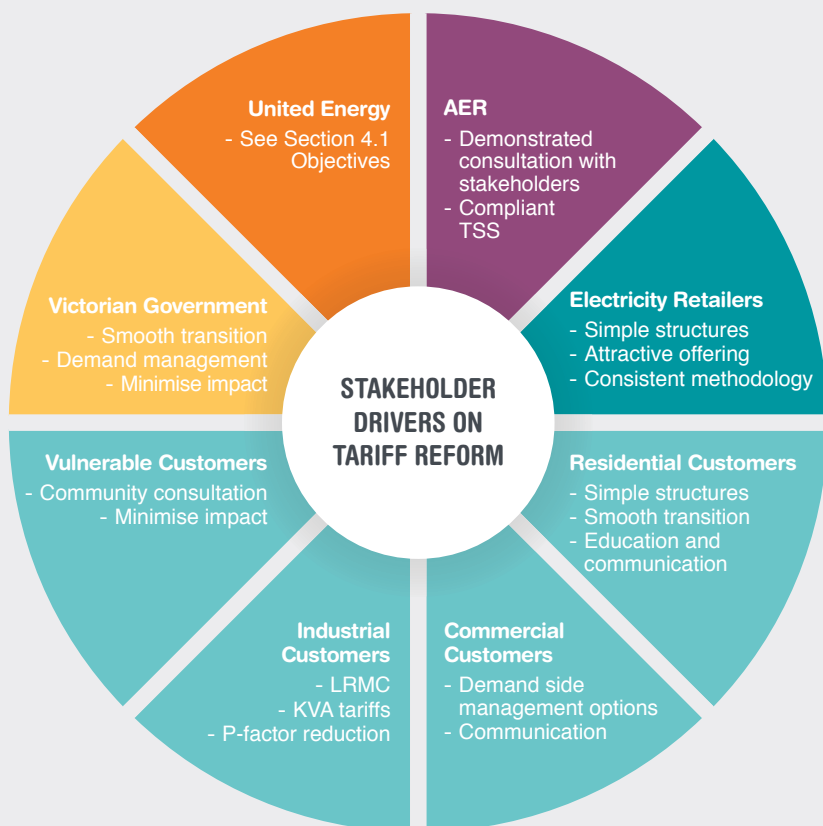 STAKEHOLDER
DRIVERS ON
TARIFF REFORM
AER
- Demonstrated
consultation with
stakeholders
- Compliant
TSS
Electricity Retailers
- Simple structures
- Attractive offering
- Consistent methodology
Residential Customers
- Simple structures
- Smooth transition
- Education and
communication
Commercial
Customers
- Demand side
management options
- Communication
Industrial
Customers
- LRMC
- KVA tariffs
- P-factor reduction
Vulnerable Customers
- Community consultation
- Minimise impact
Victorian Government
- Smooth transition
- Demand management
- Minimise impact
United Energy
- See Section 4.1
Objectives